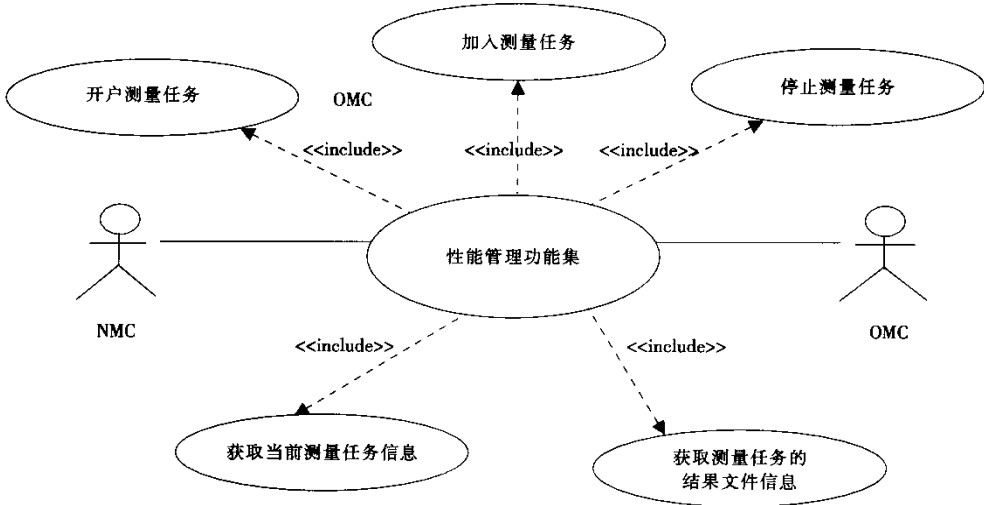 加入测量任务
开户测量任务
OMC
停止测量任务
<<include>>
<<include>>
<<include>>
性能管理功能集
NMC
OMC
<<include>>
<<include>>
获取当前测量任务信息
获取测量任务的
结果文件信息